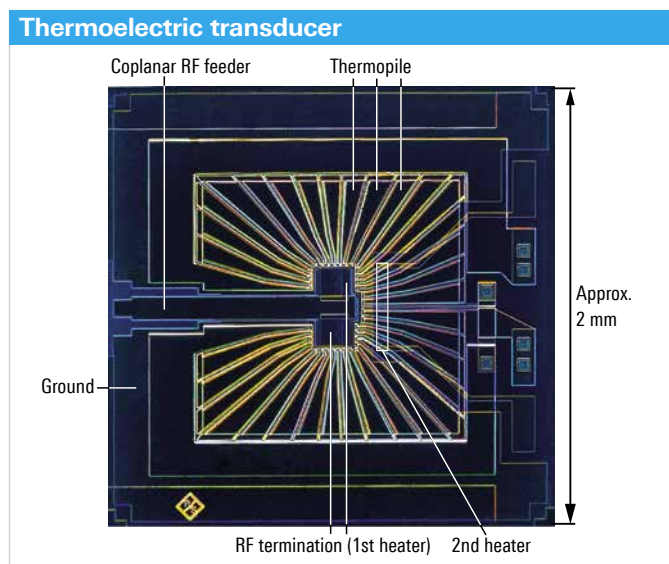 Thermoelectric transducer
Coplanar RF feeder
Thermopile
Approx.
2 mm
Ground
RF termination (1st heater)
2nd heater